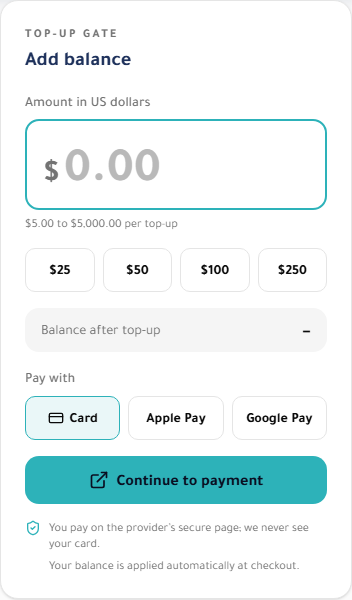 TOP-UP GATE
Add balance
Amount in US dollars
$ 0.00
$5.00 to $5,000.00 per top-up
$25 $50 $100 $250
Balance after top-up –
Pay with
Card Apple Pay Google Pay
Continue to payment
You pay on the provider's secure page; we never see
your card.
Your balance is applied automatically at checkout.